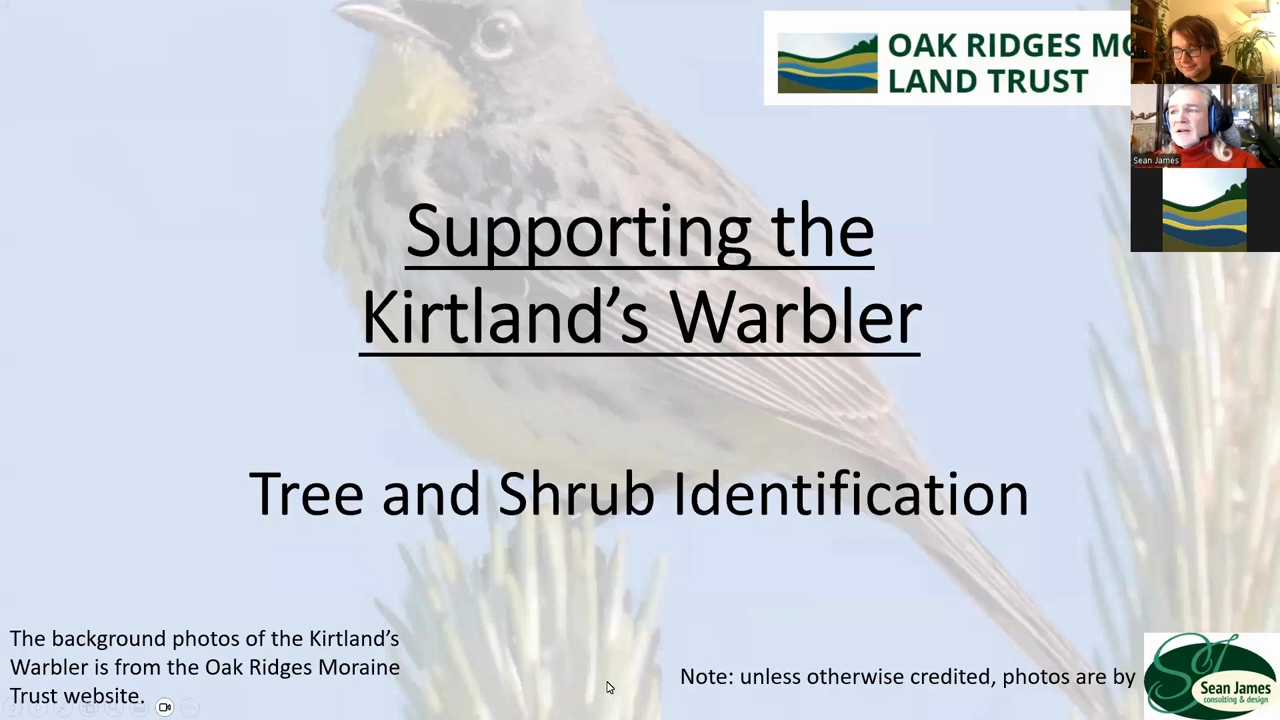 OAK RIDGES MO
LAND TRUST
Sean James
Supporting the
Kirtland’s Warbler
Tree and Shrub Identification
The background photos of the Kirtland’s
Warbler is from the Oak Ridges Moraine
Trust website.
Note: unless otherwise credited, photos are by
SJ
Sean James
consulting & design